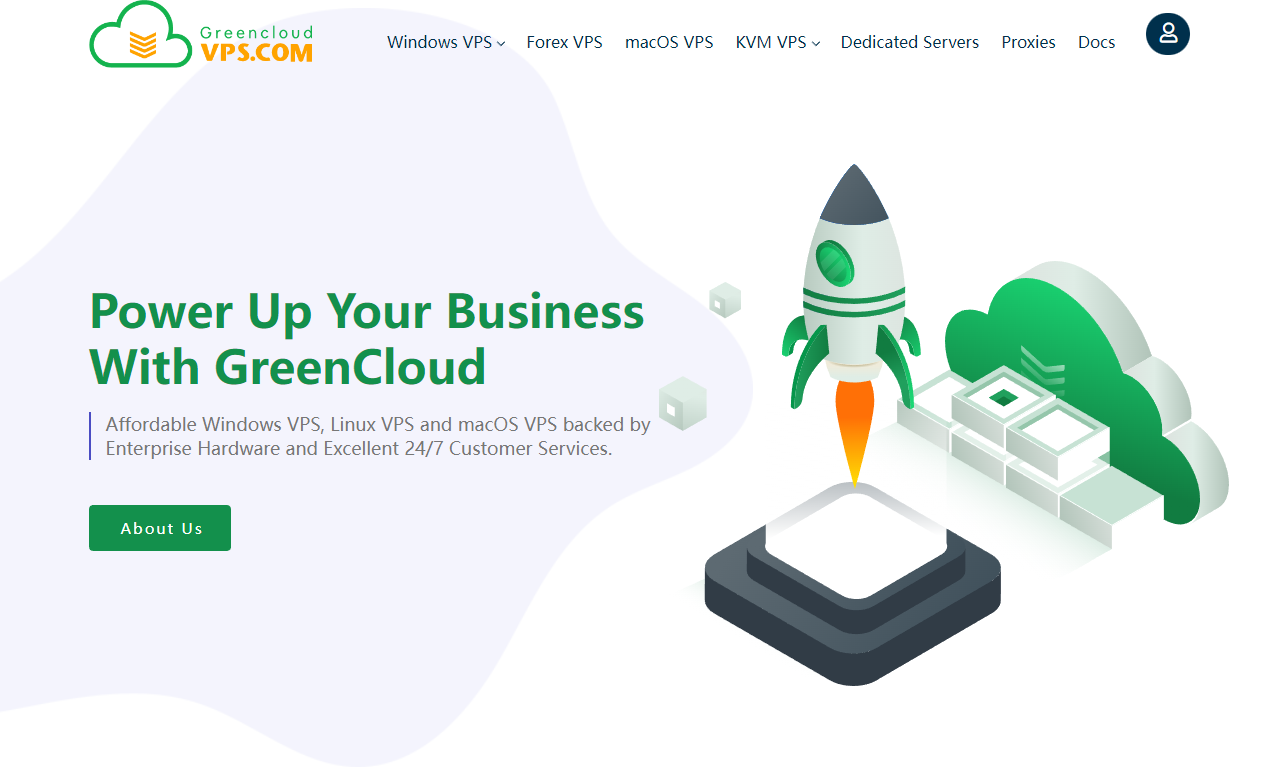 Greencloud
VPS.COM
Windows VPS Forex VPS macOS VPS KVM VPS Dedicated Servers Proxies Docs
Power Up Your Business
With GreenCloud
Affordable Windows VPS, Linux VPS and macOS VPS backed by
Enterprise Hardware and Excellent 24/7 Customer Services.
About Us